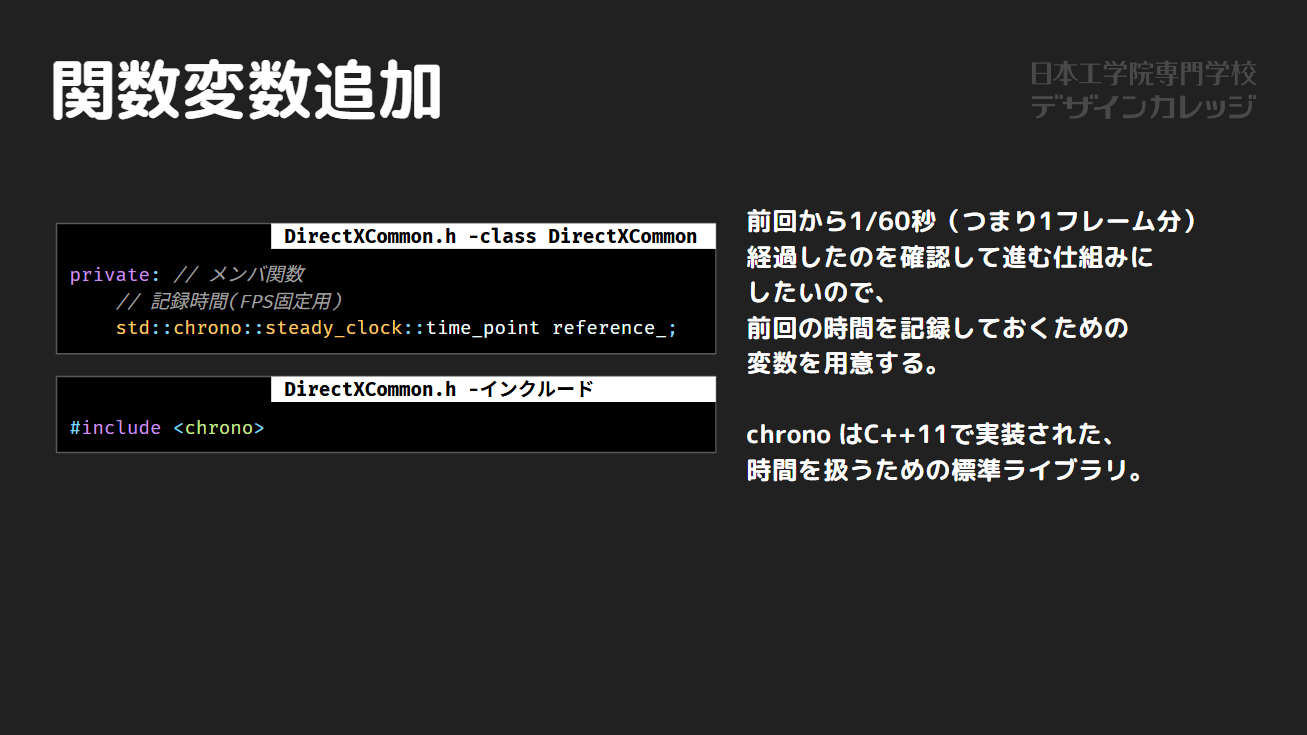 関数変数追加
日本工学院専門学校
デザインカレッジ
DirectXCommon.h -class DirectXCommon
private: // メンバ関数
// 記録時間(FPS固定用)
std::chrono::steady_clock::time_point reference_;
DirectXCommon.h -インクルード
#include <chrono>
前回から1/60秒（つまり1フレーム分）
経過したのを確認して進む仕組みに
したいので、
前回の時間を記録しておくための
変数を用意する。
chrono はC++11で実装された、
時間を扱うための標準ライブラリ。